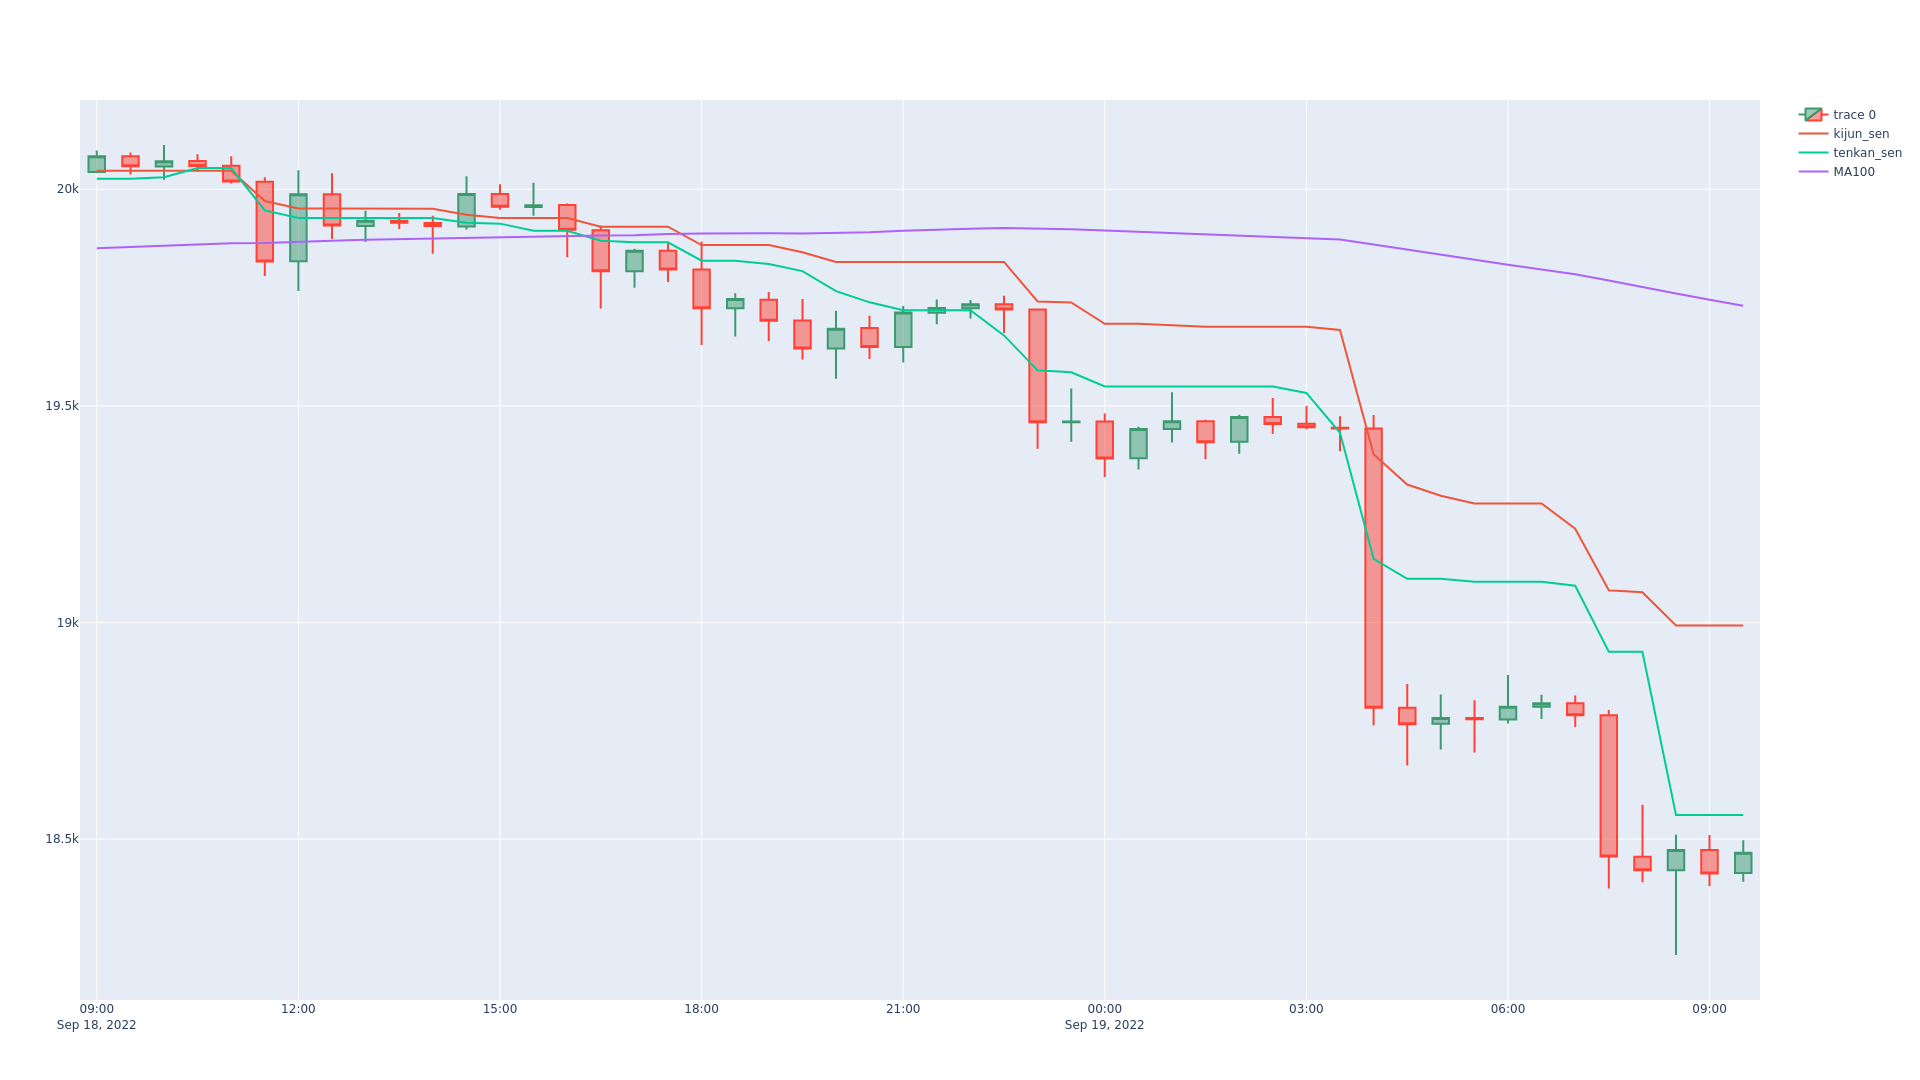 trace 0
kijun_sen
tenkan_sen
MA100
20k
19.5k
19k
18.5k
09:00 12:00 15:00 18:00 21:00 00:00 03:00 06:00 09:00
Sep 18, 2022 Sep 19, 2022